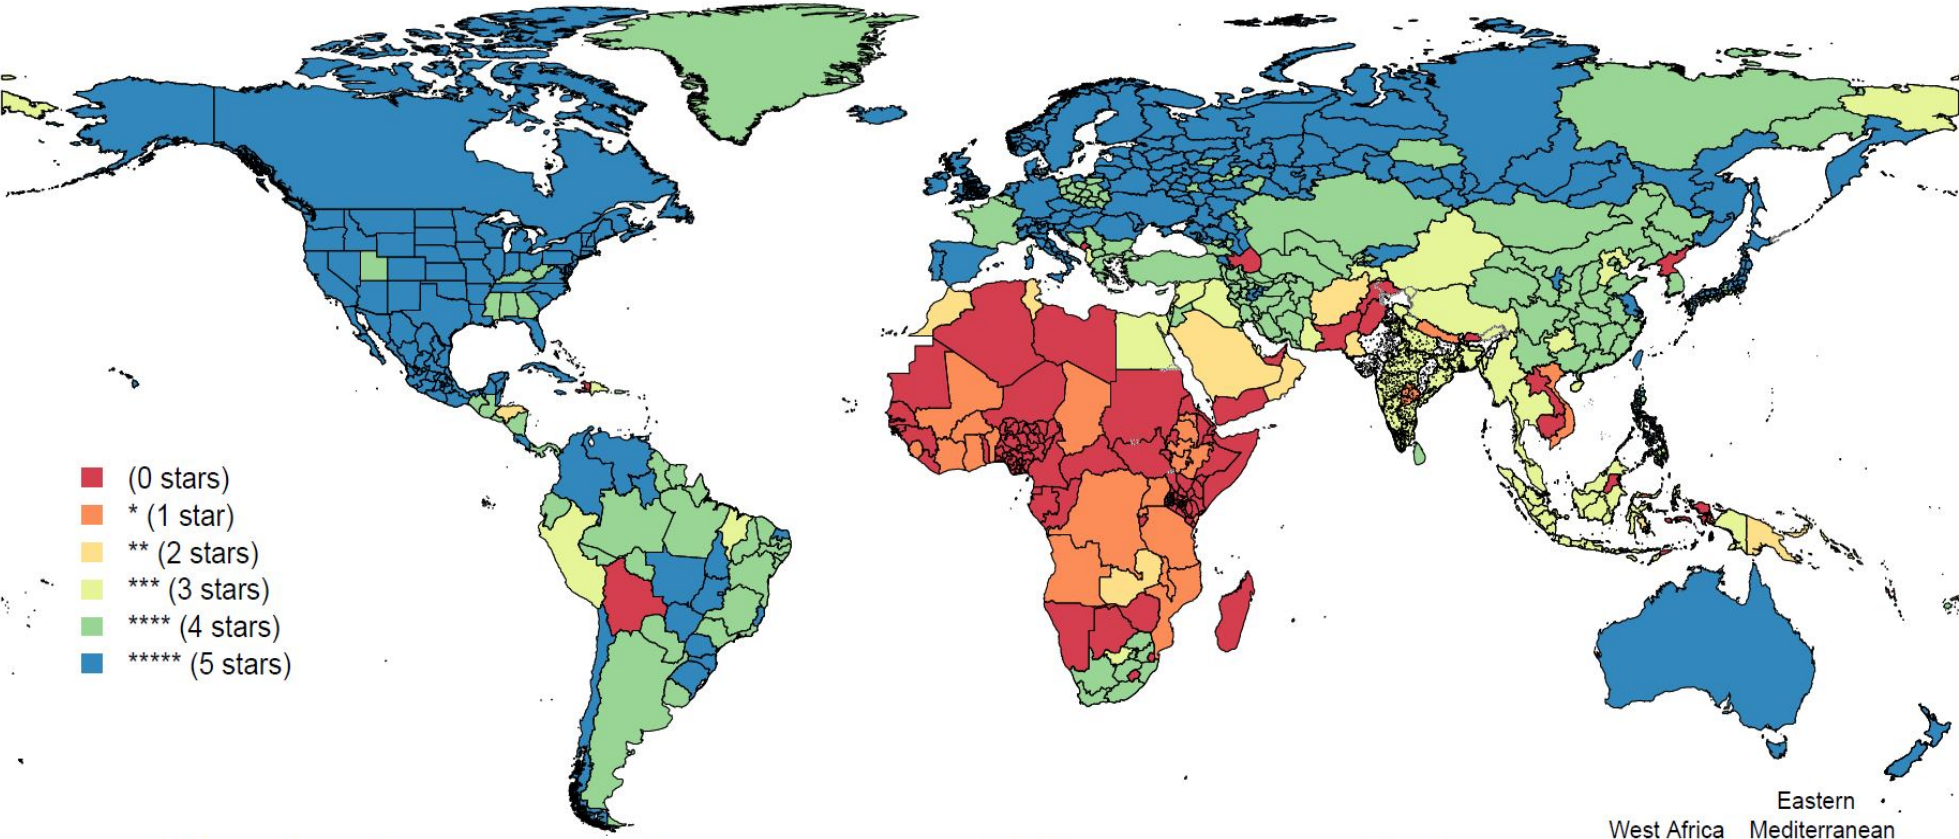 (0 stars)
* (1 star)
** (2 stars)
*** (3 stars)
**** (4 stars)
***** (5 stars)
Eastern
West Africa Mediterranean